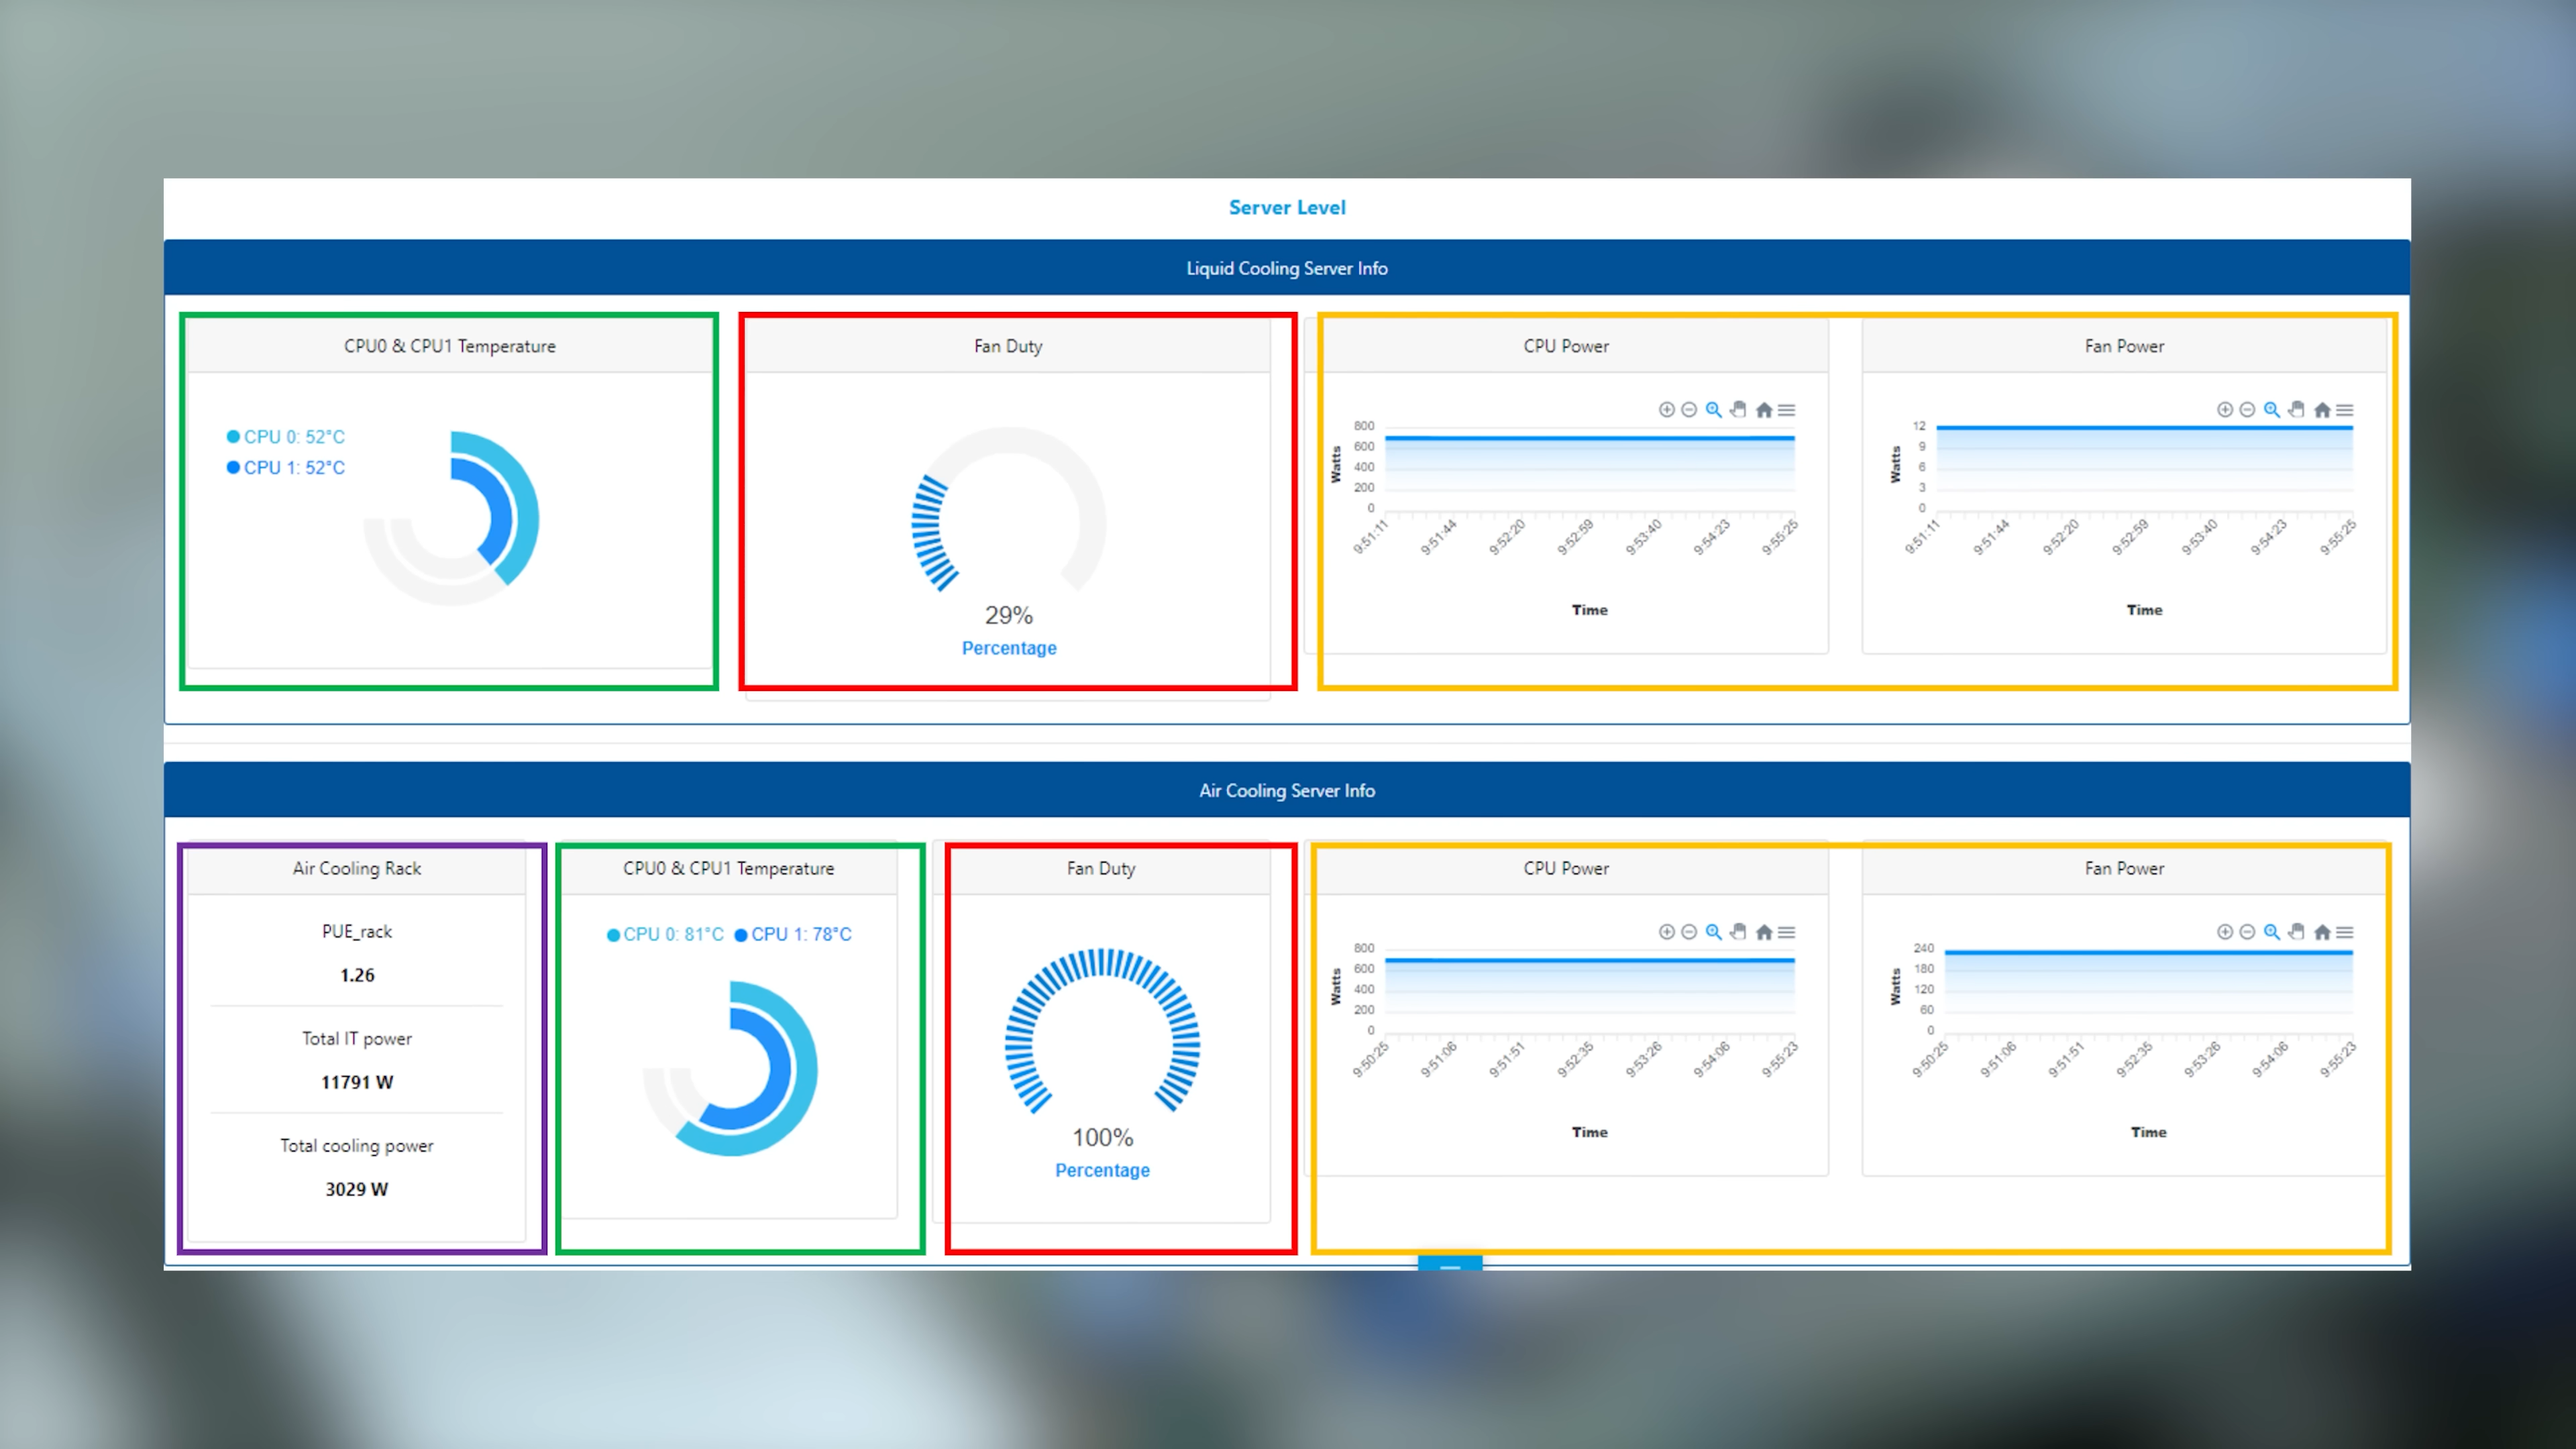 Server Level
Liquid Cooling Server Info
CPU0 & CPU1 Temperature
CPU 0: 52°C
CPU 1: 52°C
Fan Duty
29%
Percentage
CPU Power
Watts
800
600
400
200
0
9:51:11 9:51:44 9:52:20 9:52:59 9:53:40 9:54:23 9:55:25
Time
Fan Power
Watts
12
9
6
3
0
9:51:11 9:51:44 9:52:20 9:52:59 9:53:40 9:54:23 9:55:25
Time
Air Cooling Server Info
Air Cooling Rack
PUE_rack
1.26
Total IT power
11791 W
Total cooling power
3029 W
CPU0 & CPU1 Temperature
CPU 0: 81°C CPU 1: 78°C
Fan Duty
100%
Percentage
CPU Power
Watts
800
600
400
200
0
9:50:25 9:51:06 9:51:51 9:52:35 9:53:26 9:54:06 9:55:23
Time
Fan Power
Watts
240
180
120
60
0
9:50:25 9:51:06 9:51:51 9:52:35 9:53:26 9:54:06 9:55:23
Time